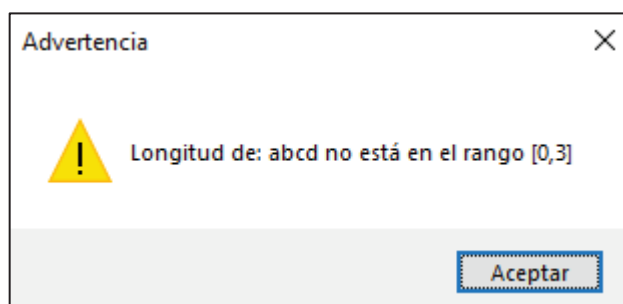 Advertencia
Longitud de: abcd no está en el rango [0,3]
Aceptar